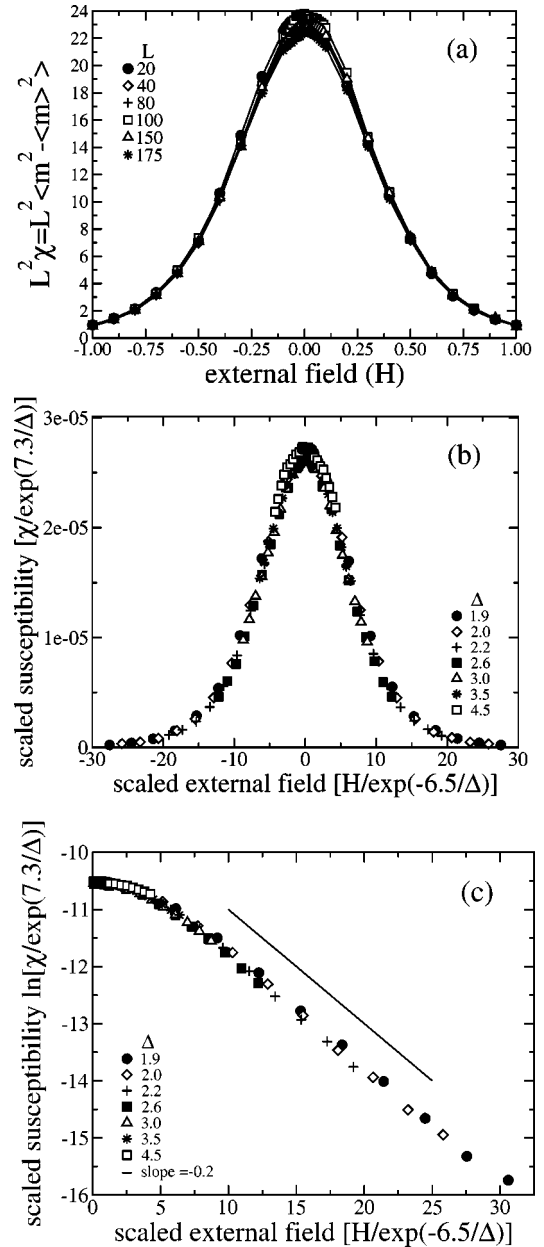 24
22
20
18
16
14
12
10
8
6
4
2
0
L²χ=L²<m²-<m>²>
(a)
L
20
40
80
100
150
175
-1.00 -0.75 -0.50 -0.25 0.00 0.25 0.50 0.75 1.00
external field (H)
3e-05
2e-05
1e-05
0
scaled susceptibility [χ/exp(7.3/Δ)]
(b)
Δ
1.9
2.0
2.2
2.6
3.0
3.5
4.5
-30 -20 -10 0 10 20 30
scaled external field [H/exp(-6.5/Δ)]
-10
-11
-12
-13
-14
-15
-16
scaled susceptibility ln[χ/exp(7.3/Δ)]
(c)
Δ
1.9
2.0
2.2
2.6
3.0
3.5
4.5
slope =-0.2
0 5 10 15 20 25 30
scaled external field [H/exp(-6.5/Δ)]